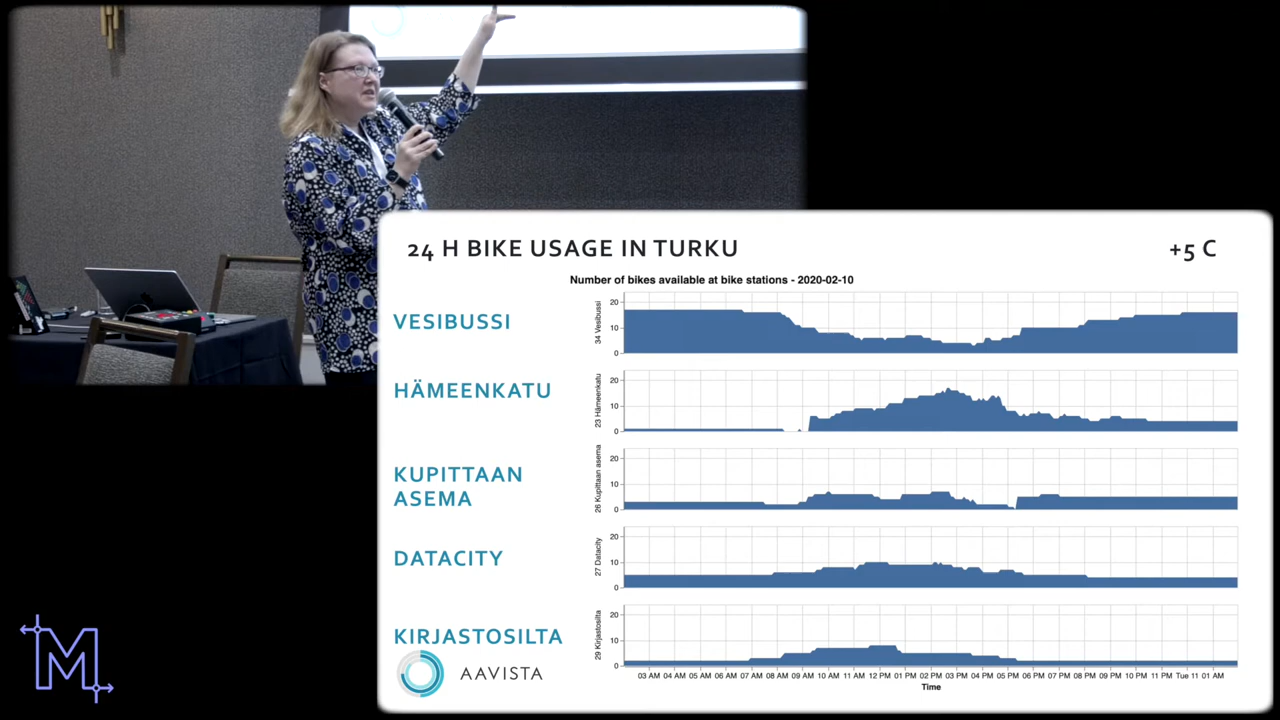 24 H BIKE USAGE IN TURKU
+5 C
Number of bikes available at bike stations - 2020-02-10
VESIBUSSI
34 Vesibussi
20
10
0
HÄMEENKATU
23 Hämeenkatu
20
10
0
KUPITTAAN
ASEMA
26 Kupittaan asema
20
10
0
DATACITY
27 Datacity
20
10
0
KIRJASTOSILTA
29 Kirjastosilta
20
10
0
03 AM 04 AM 05 AM 06 AM 07 AM 08 AM 09 AM 10 AM 11 AM 12 PM 01 PM 02 PM 03 PM 04 PM 05 PM 06 PM 07 PM 08 PM 09 PM 10 PM 11 PM Tue 11 01 AM
Time
AAVISTA
M